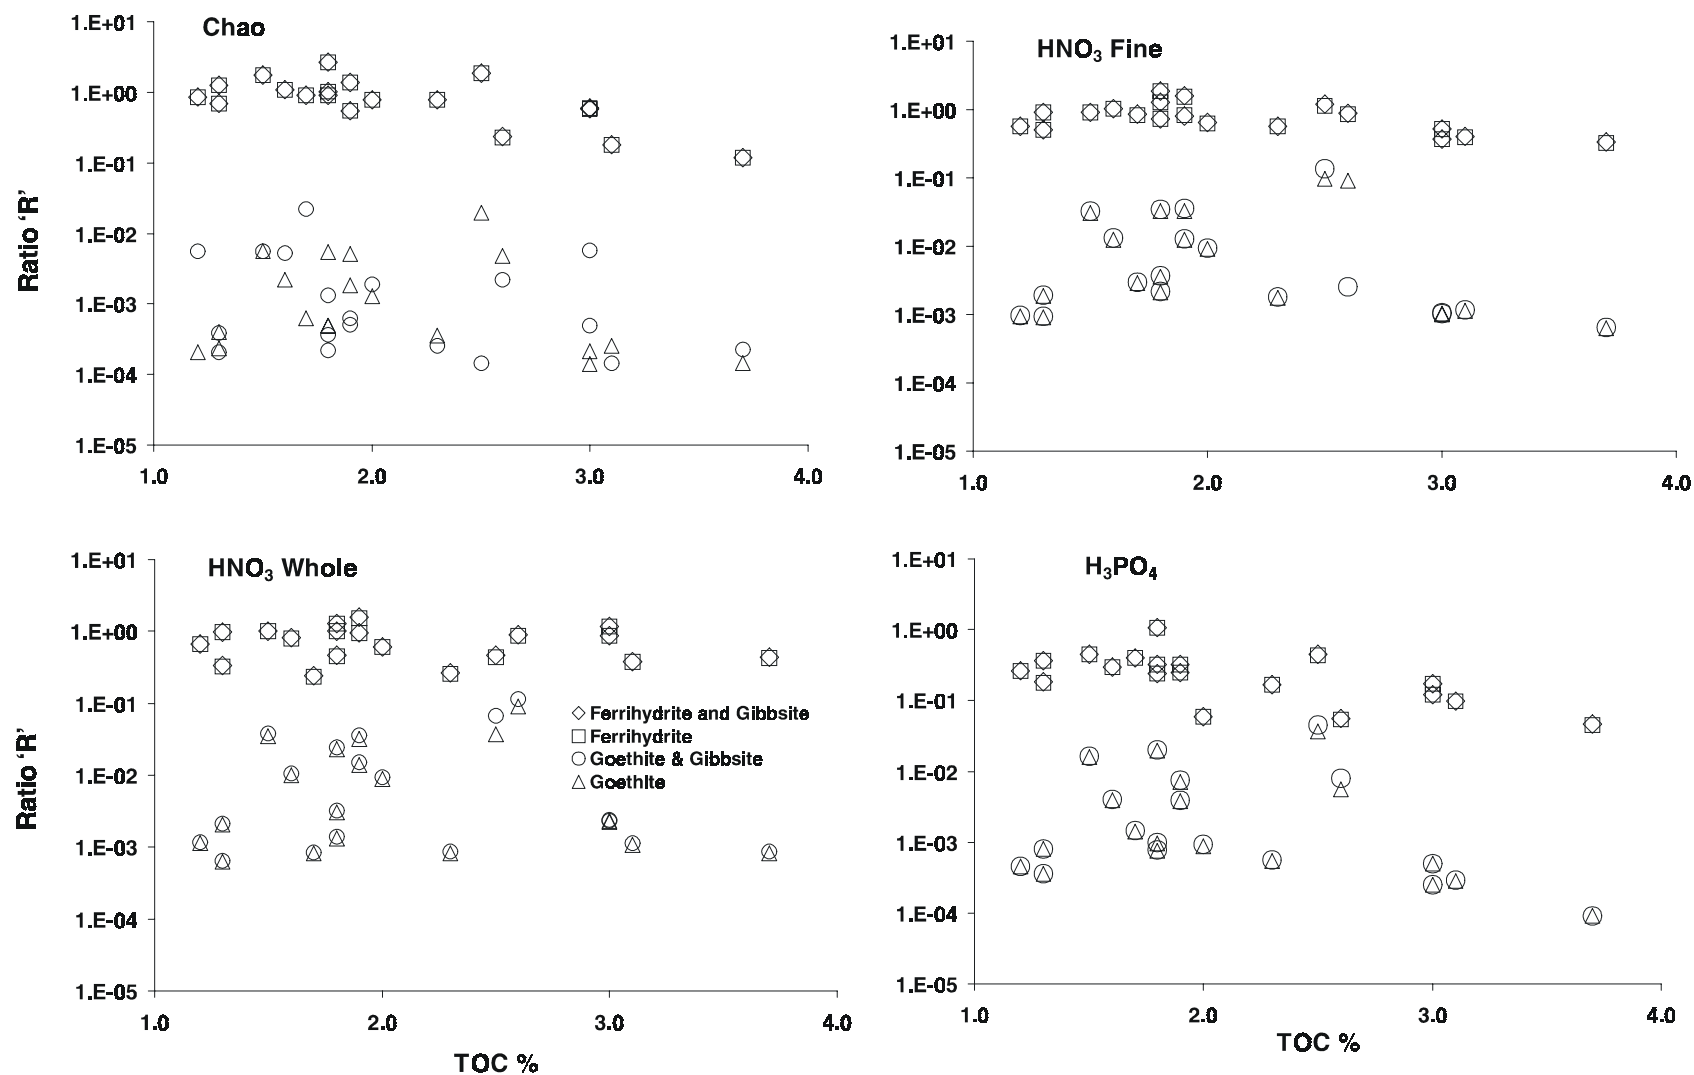 Chao
1.E+01
1.E+00
1.E-01
1.E-02
1.E-03
1.E-04
1.E-05
1.0 2.0 3.0 4.0
Ratio ‘R’
HNO₃ Fine
1.E+01
1.E+00
1.E-01
1.E-02
1.E-03
1.E-04
1.E-05
1.0 2.0 3.0 4.0
HNO₃ Whole
1.E+01
1.E+00
1.E-01
1.E-02
1.E-03
1.E-04
1.E-05
1.0 2.0 3.0 4.0
Ratio ‘R’
TOC %
Ferrihydrite and Gibbsite
Ferrihydrite
Goethite & Gibbsite
Goethite
H₃PO₄
1.E+01
1.E+00
1.E-01
1.E-02
1.E-03
1.E-04
1.E-05
1.0 2.0 3.0 4.0
TOC %